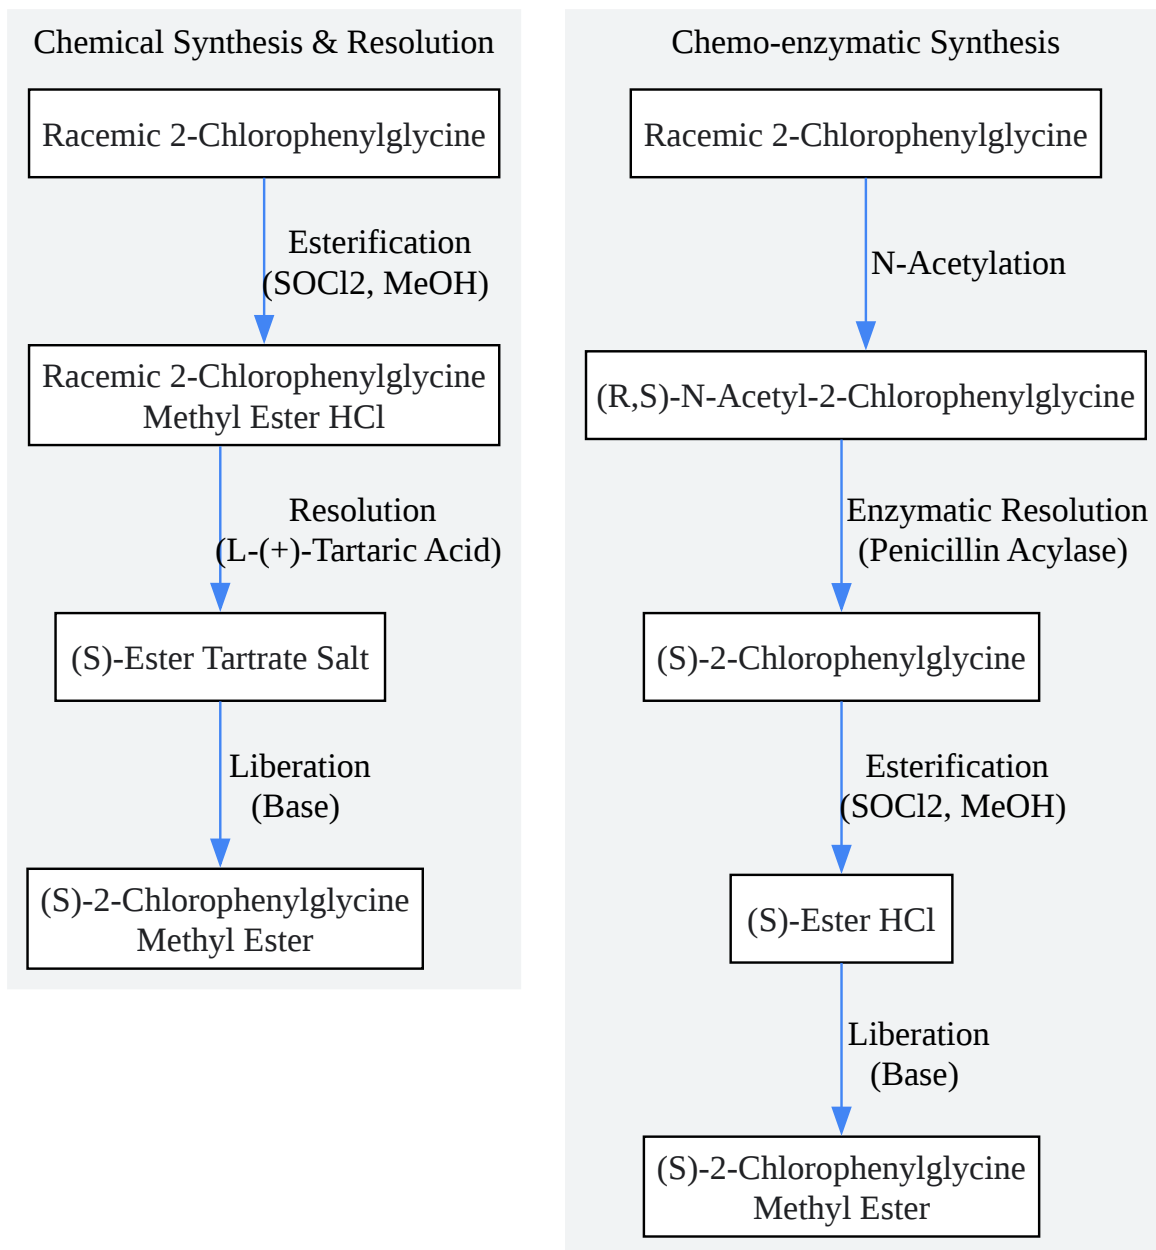 Chemical Synthesis & Resolution
Racemic 2-Chlorophenylglycine
Esterification
(SOCl2, MeOH)
Racemic 2-Chlorophenylglycine
Methyl Ester HCl
Resolution
(L-(+)-Tartaric Acid)
(S)-Ester Tartrate Salt
Liberation
(Base)
(S)-2-Chlorophenylglycine
Methyl Ester
Chemo-enzymatic Synthesis
Racemic 2-Chlorophenylglycine
N-Acetylation
(R,S)-N-Acetyl-2-Chlorophenylglycine
Enzymatic Resolution
(Penicillin Acylase)
(S)-2-Chlorophenylglycine
Esterification
(SOCl2, MeOH)
(S)-Ester HCl
Liberation
(Base)
(S)-2-Chlorophenylglycine
Methyl Ester